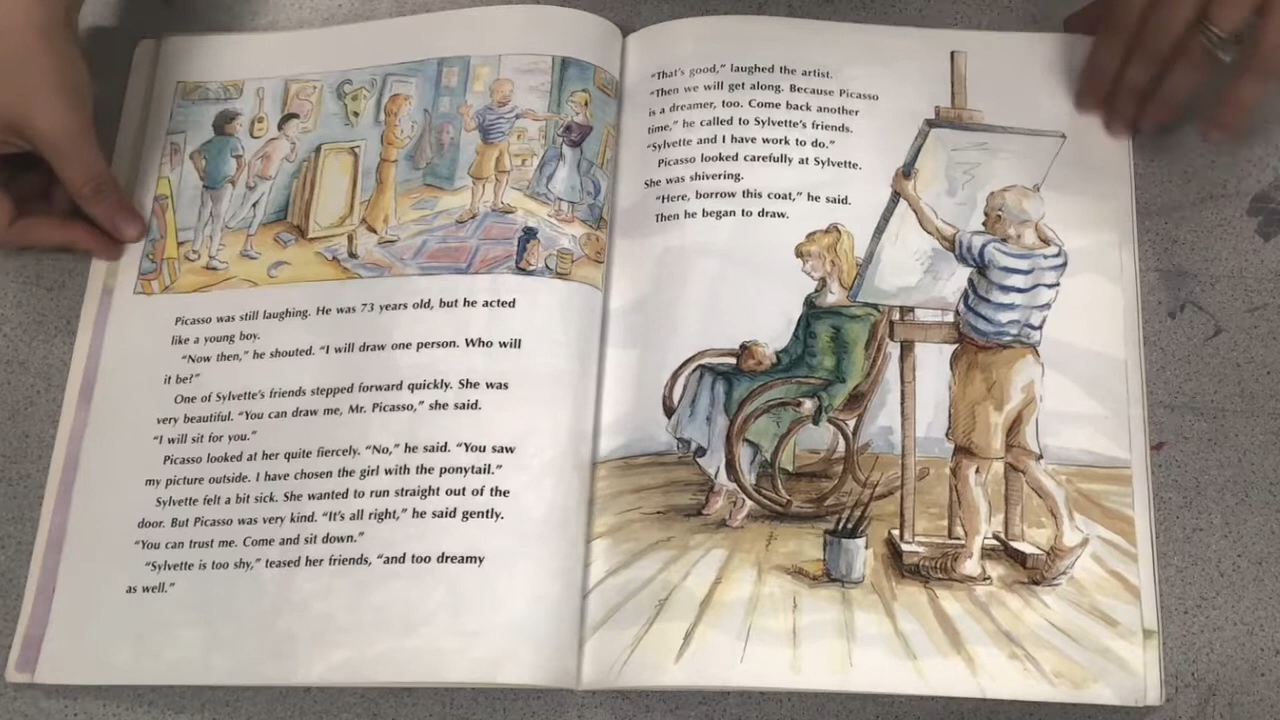 Picasso was still laughing. He was 73 years old, but he acted
like a young boy.
"Now then," he shouted. "I will draw one person. Who will
it be?"
One of Sylvette's friends stepped forward quickly. She was
very beautiful. "You can draw me, Mr. Picasso," she said.
"I will sit for you."
Picasso looked at her quite fiercely. "No," he said. "You saw
my picture outside. I have chosen the girl with the ponytail."
Sylvette felt a bit sick. She wanted to run straight out of the
door. But Picasso was very kind. "It's all right," he said gently.
"You can trust me. Come and sit down."
"Sylvette is too shy," teased her friends, "and too dreamy
as well."
"That's good," laughed the artist.
"Then we will get along. Because Picasso
is a dreamer, too. Come back another
time," he called to Sylvette's friends.
"Sylvette and I have work to do."
Picasso looked carefully at Sylvette.
She was shivering.
"Here, borrow this coat," he said.
Then he began to draw.